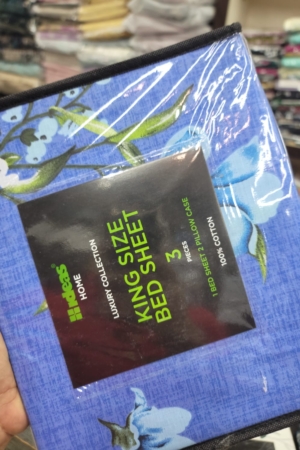 ideas
HOME
LUXURY COLLECTION
KING SIZE
BED SHEET
3
PIECES
1 BED SHEET 2 PILLOW CASE
100% COTTON